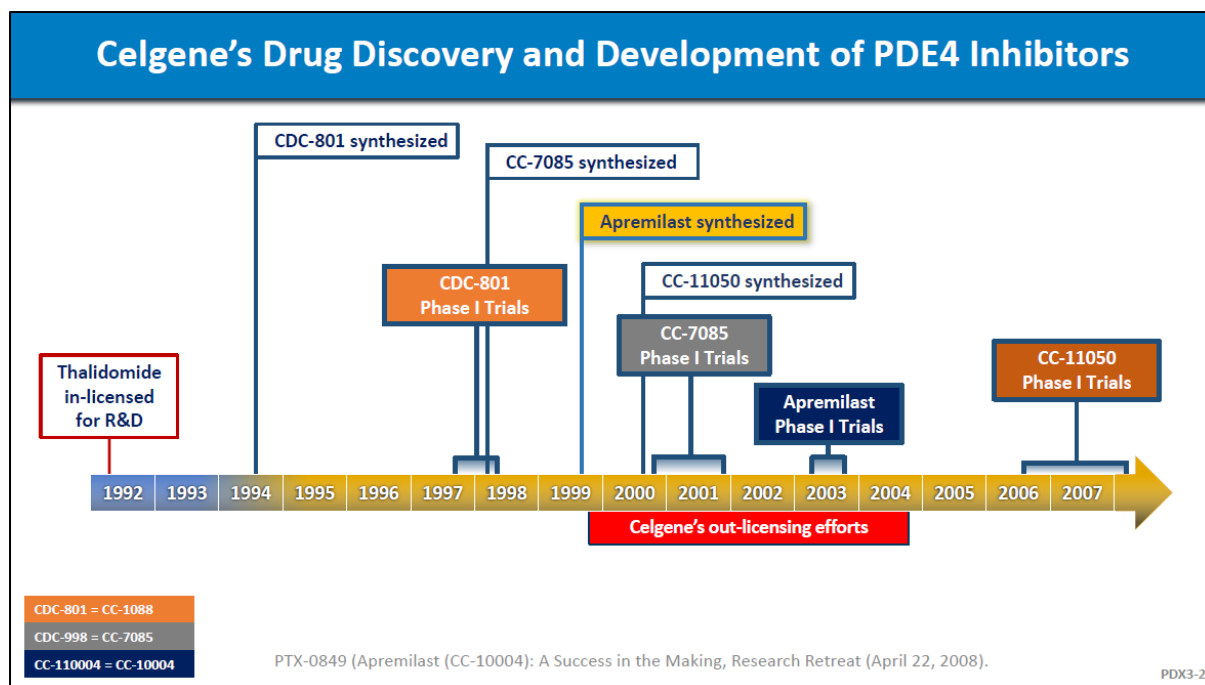 Celgene's Drug Discovery and Development of PDE4 Inhibitors
CDC-801 synthesized
CC-7085 synthesized
Apremilast synthesized
CDC-801
Phase I Trials
CC-11050 synthesized
CC-7085
Phase I Trials
CC-11050
Phase I Trials
Thalidomide
in-licensed
for R&D
Apremilast
Phase I Trials
1992 1993 1994 1995 1996 1997 1998 1999 2000 2001 2002 2003 2004 2005 2006 2007
Celgene's out-licensing efforts
CDC-801 = CC-1088
CDC-998 = CC-7085
CC-110004 = CC-10004
PTX-0849 (Apremilast (CC-10004): A Success in the Making, Research Retreat (April 22, 2008).
PDX3-2